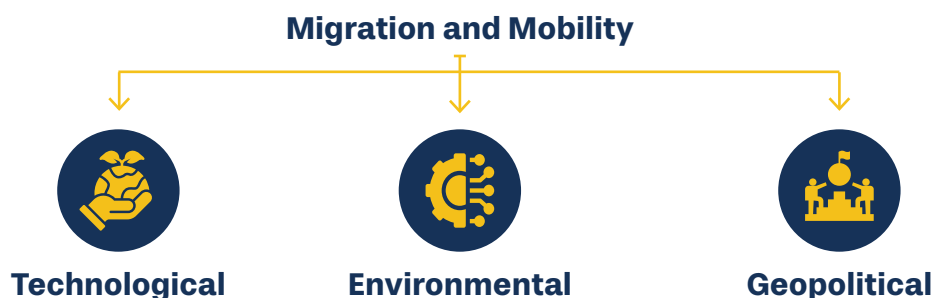 Migration and Mobility
Technological
Environmental
Geopolitical